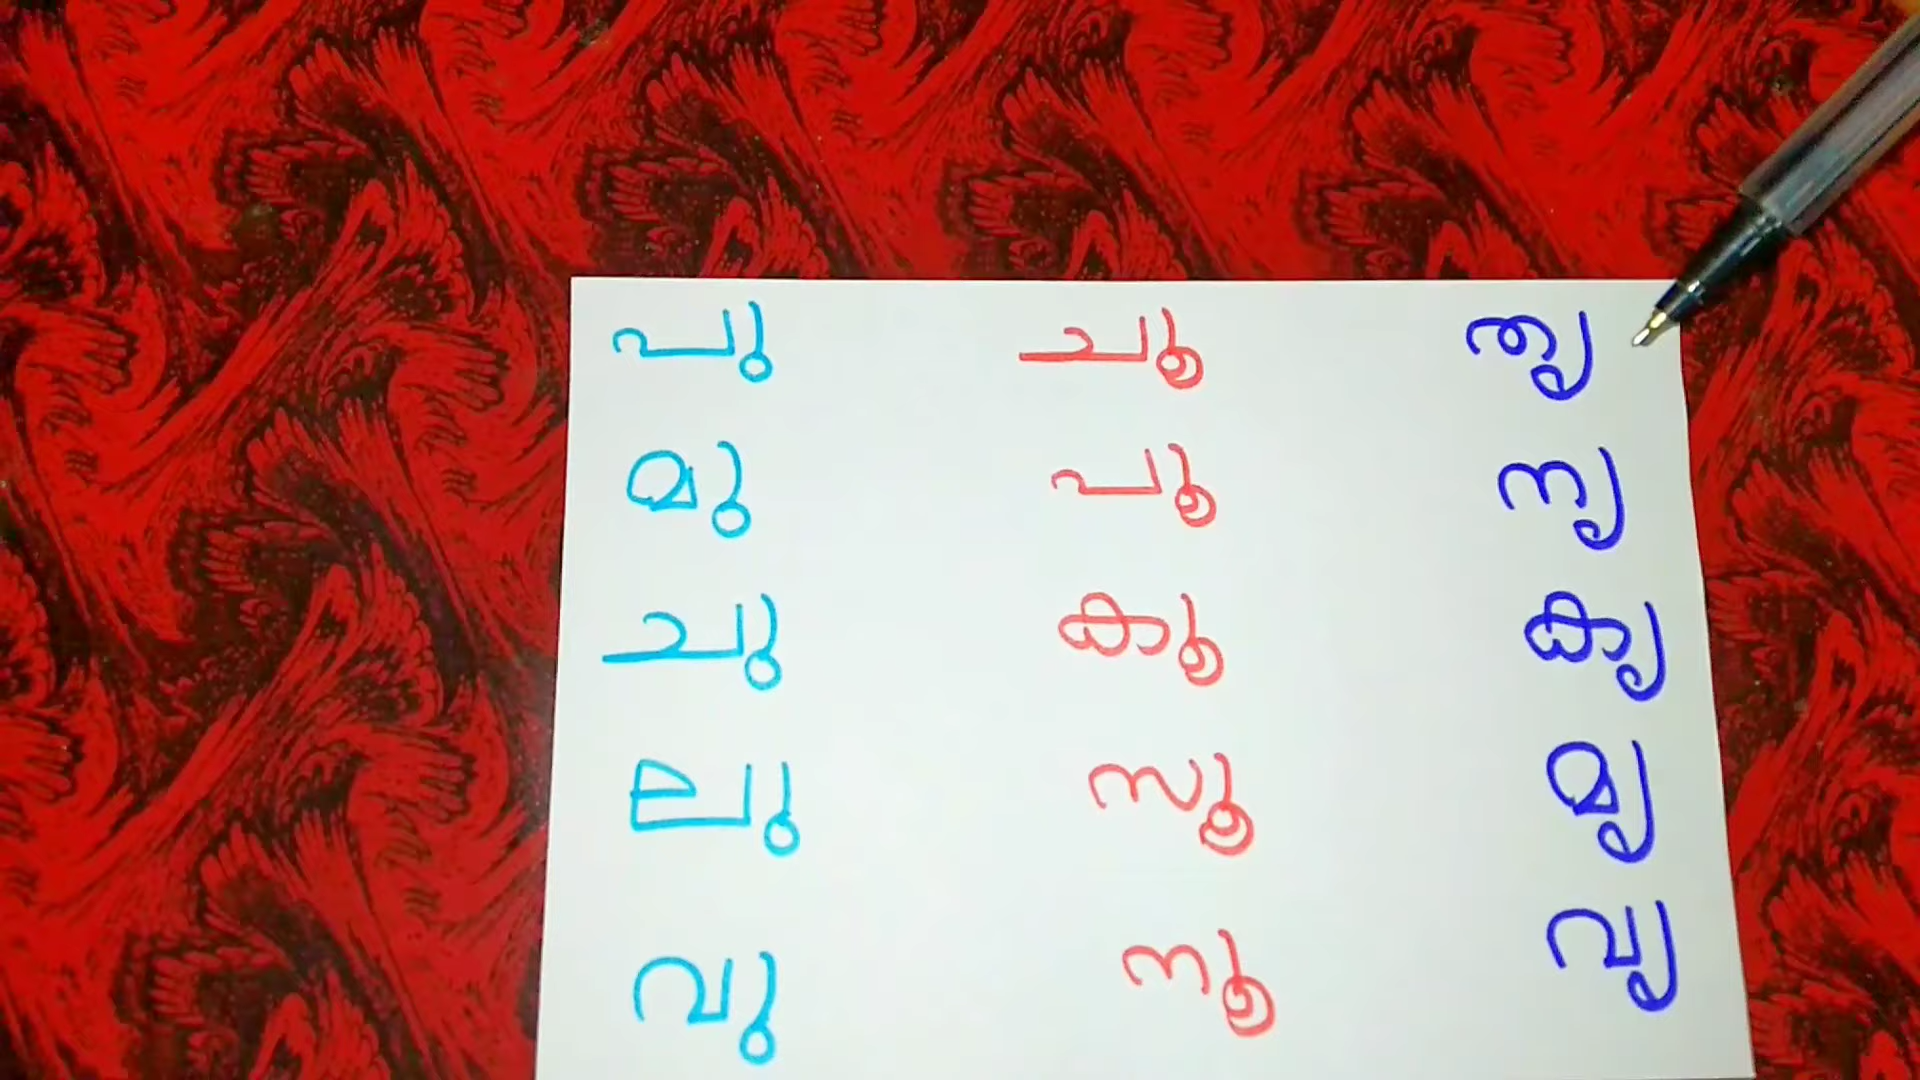 പു ചൂ തൃ
മു പൂ നൃ
ചു കൂ കൃ
ലു സൂ മൃ
വു നൂ വൃ